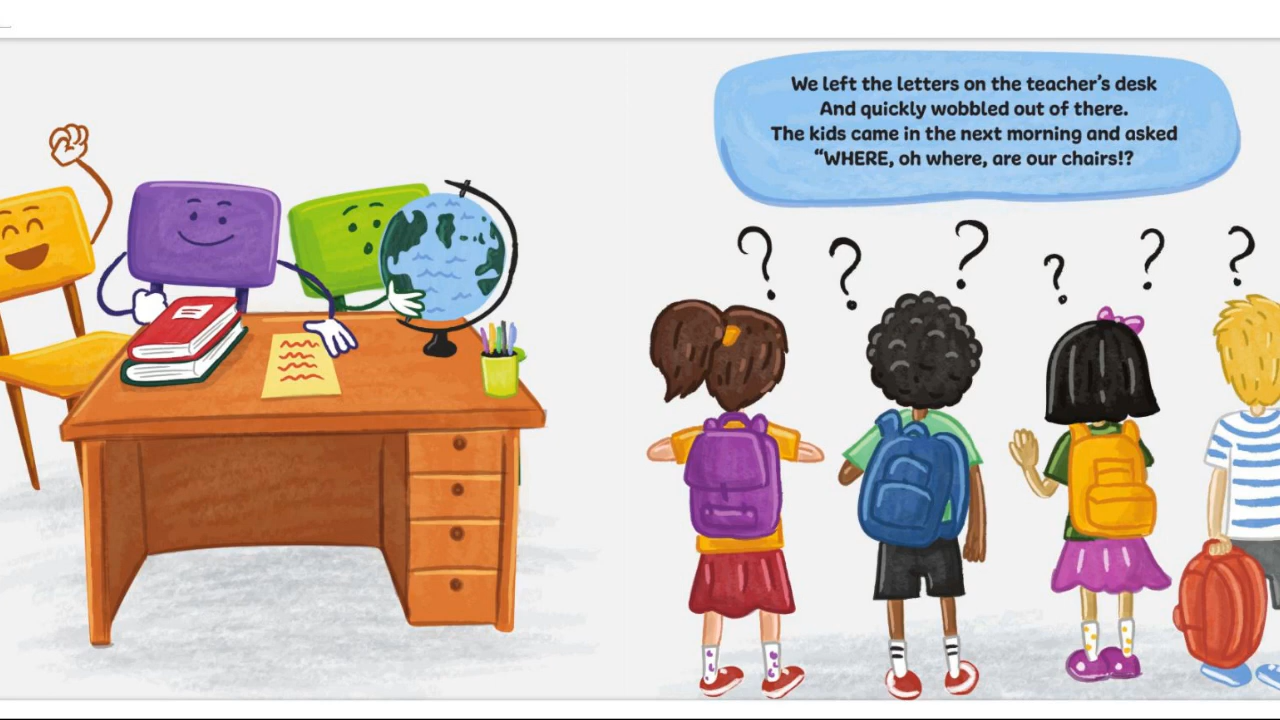 We left the letters on the teacher's desk
And quickly wobbled out of there.
The kids came in the next morning and asked
“WHERE, oh where, are our chairs!?
? ? ? ? ? ?